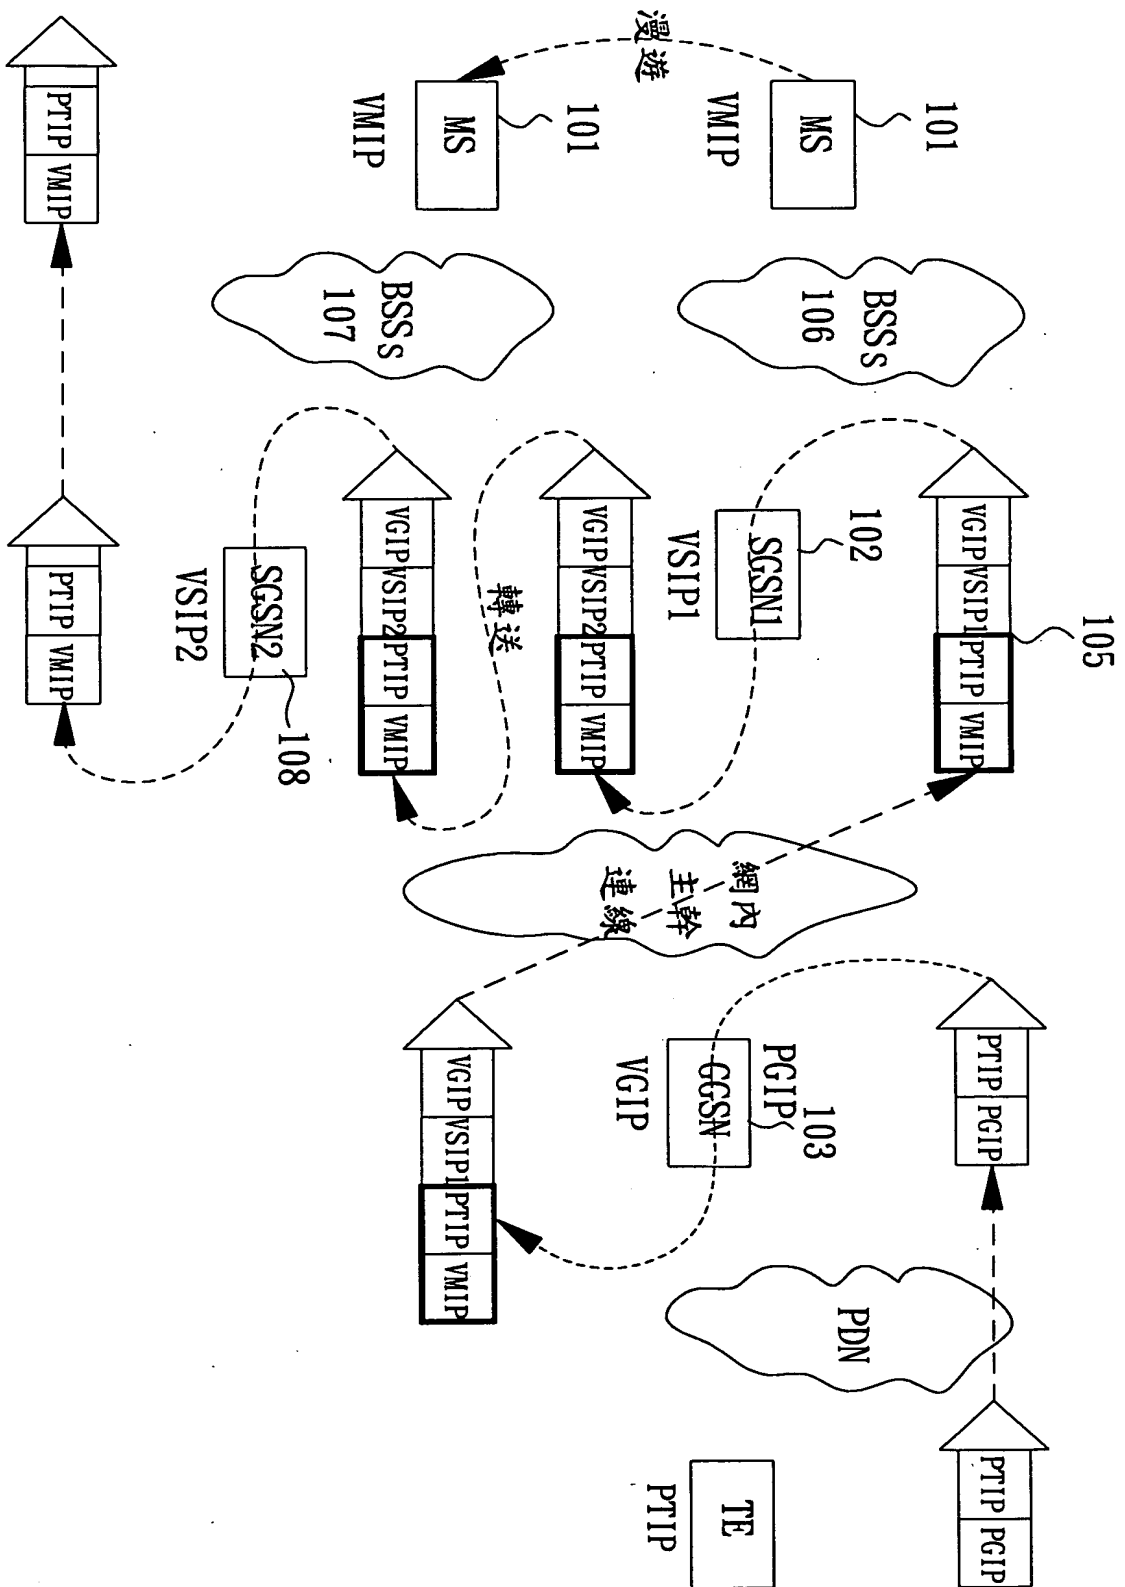 101
MS
VMIP
漫遊
101
MS
VMIP
BSSs
106
BSSs
107
VGIP VSIP1 PTIP VMIP
105
102
SGSN1
VSIP1
VGIP VSIP2 PTIP VMIP
轉送
VGIP VSIP2 PTIP VMIP
SGSN2
VSIP2
108
PTIP VMIP
PTIP VMIP
網內
主幹
連線
PTIP PGIP
PGIP
103
GGSN
VGIP
VGIP VSIP1 PTIP VMIP
PDN
PTIP PGIP
TE
PTIP